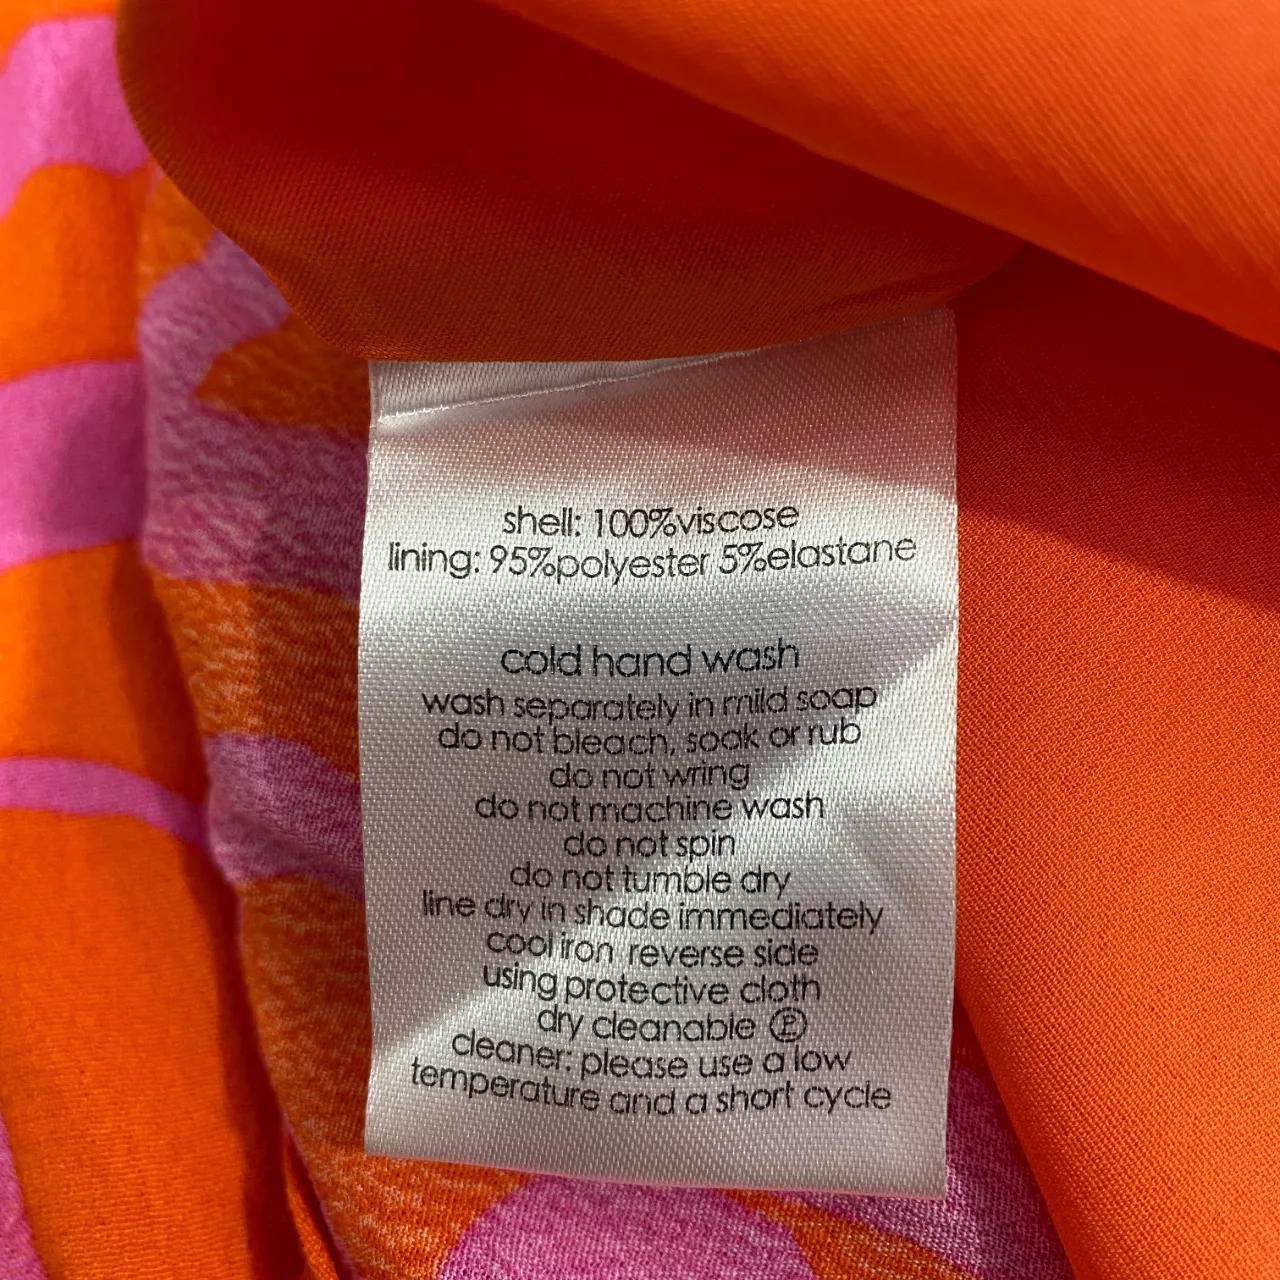 shell: 100%viscose
lining: 95%polyester 5%elastane
cold hand wash
wash separately in mild soap
do not bleach, soak or rub
do not wring
do not machine wash
do not spin
do not tumble dry
line dry in shade immediately
cool iron reverse side
using protective cloth
dry cleanable Ⓟ
cleaner: please use a low
temperature and a short cycle